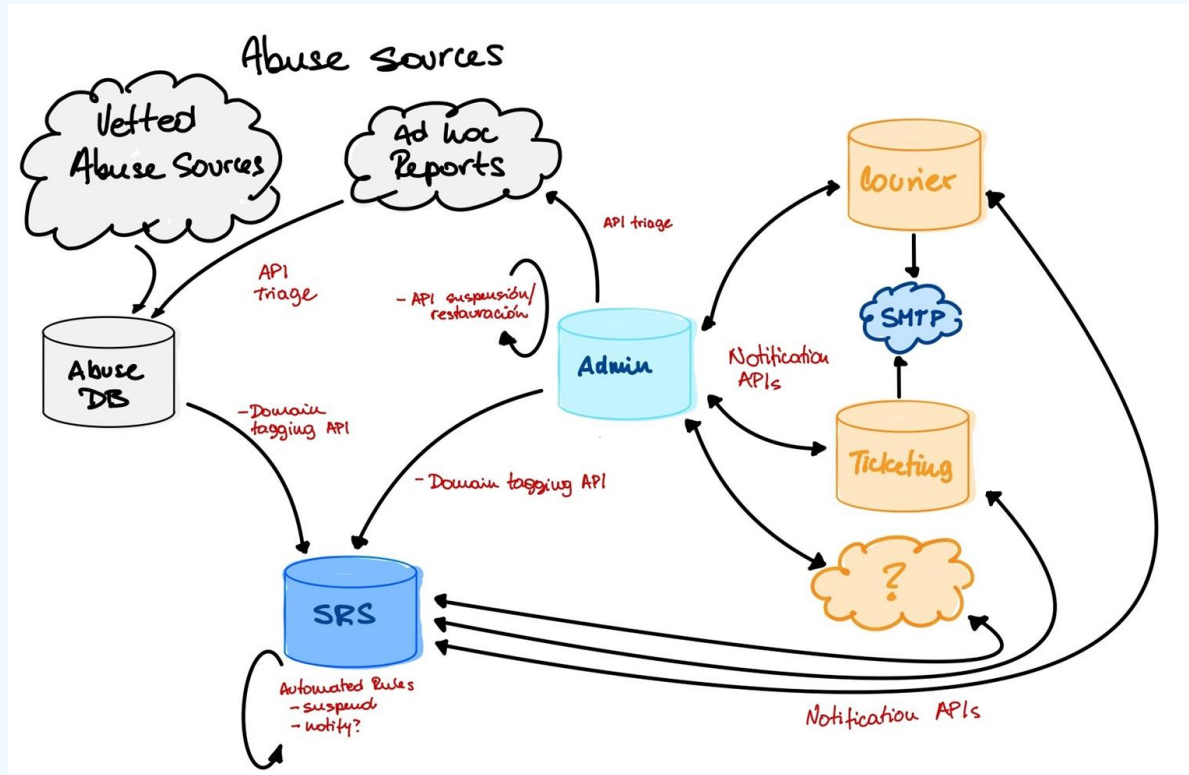 Abuse sources
Vetted
Abuse Sources
Ad hoc
Reports
Courier
API triage
API
triage
- API suspensión/
restauración
SMTP
Abuse
DB
Admin
Notification
APIs
- Domain
tagging API
Ticketing
- Domain tagging API
?
SRS
Automated Rules
- suspend
- notify?
Notification APIs